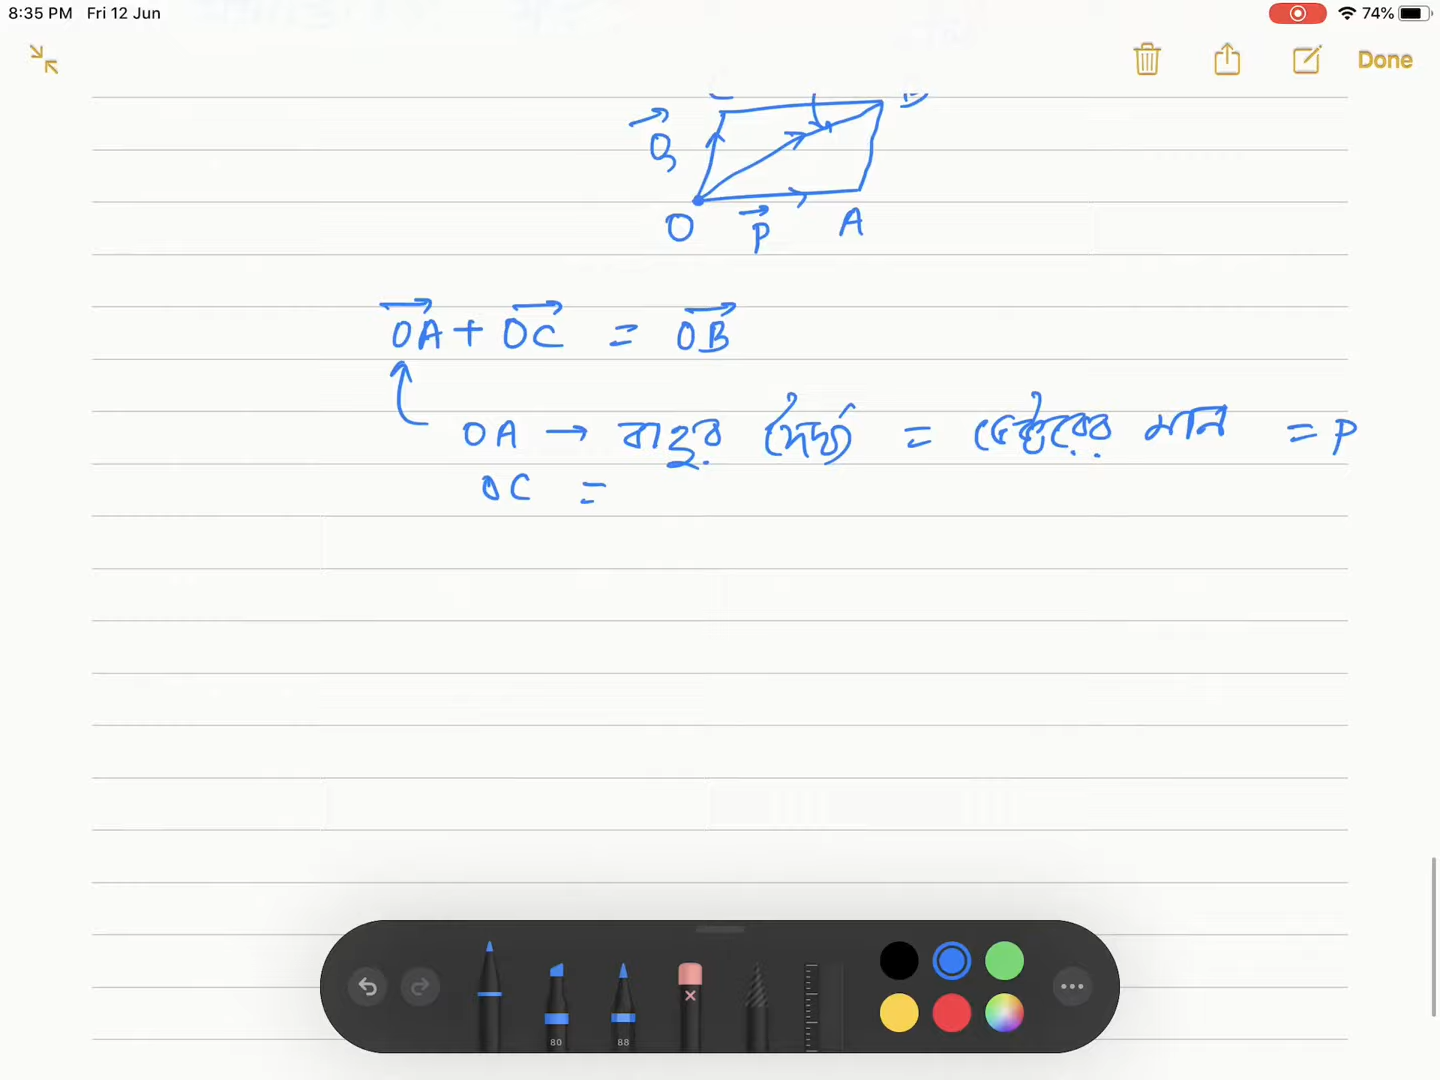 8:35 PM Fri 12 Jun 74%
Done
Q
O P A
OA + OC = OB
OA → বাহুর দৈর্ঘ্য = ভেক্টরের মান = P
OC =
80 88